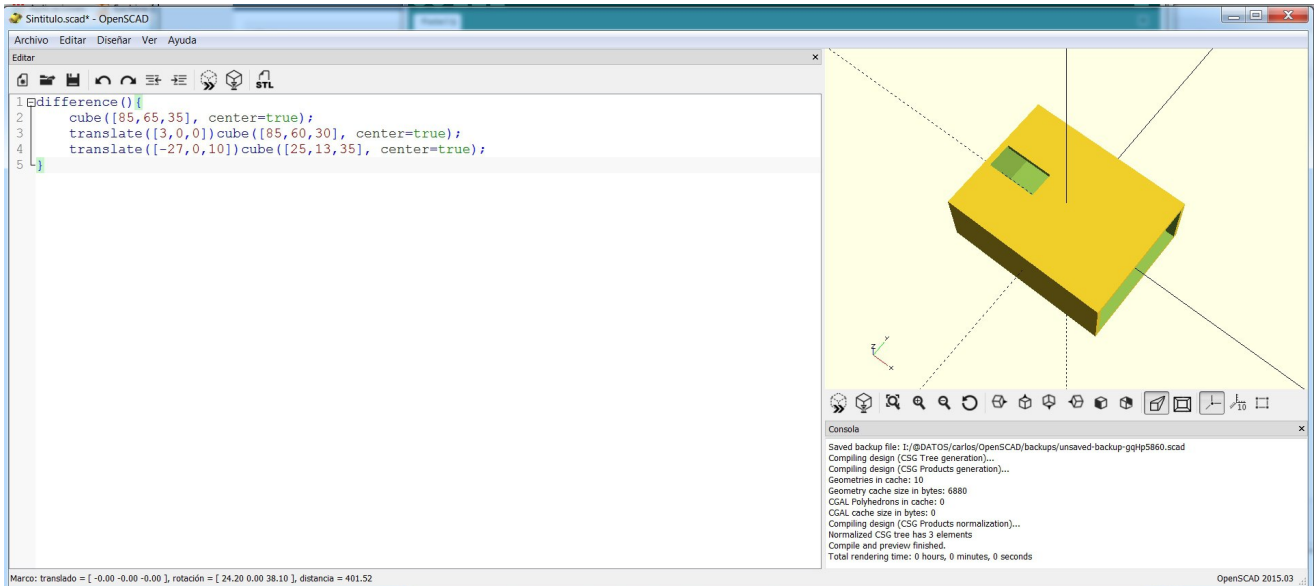 Sintitulo.scad* - OpenSCAD
Archivo Editar Diseñar Ver Ayuda
Editar
STL
1 difference(){
2 cube([85,65,35], center=true);
3 translate([3,0,0])cube([85,60,30], center=true);
4 translate([-27,0,10])cube([25,13,35], center=true);
5 }
Z
Y
X
10
Consola
Saved backup file: I:/@DATOS/carlos/OpenSCAD/backups/unsaved-backup-gqHp5860.scad
Compiling design (CSG Tree generation)...
Compiling design (CSG Products generation)...
Geometries in cache: 10
Geometry cache size in bytes: 6880
CGAL Polyhedrons in cache: 0
CGAL cache size in bytes: 0
Compiling design (CSG Products normalization)...
Normalized CSG tree has 3 elements
Compile and preview finished.
Total rendering time: 0 hours, 0 minutes, 0 seconds
Marco: translado = [ -0.00 -0.00 -0.00 ], rotación = [ 24.20 0.00 38.10 ], distancia = 401.52
OpenSCAD 2015.03